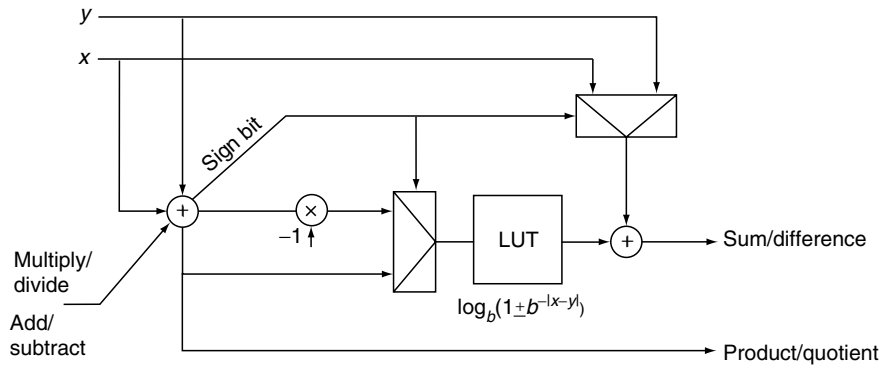 y
x
Sign bit
+
×
−1
Multiply/
divide
Add/
subtract
LUT
log_b(1±b^{−|x−y|})
+
Sum/difference
Product/quotient